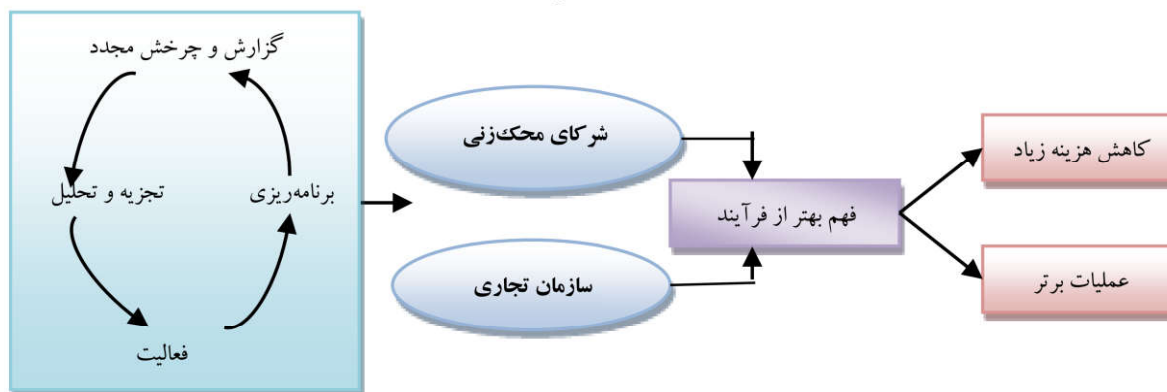 گزارش و چرخش مجدد
تجزیه و تحلیل
برنامه‌ریزی
فعالیت
شرکای محک‌زنی
سازمان تجاری
فهم بهتر از فرآیند
کاهش هزینه زیاد
عملیات برتر